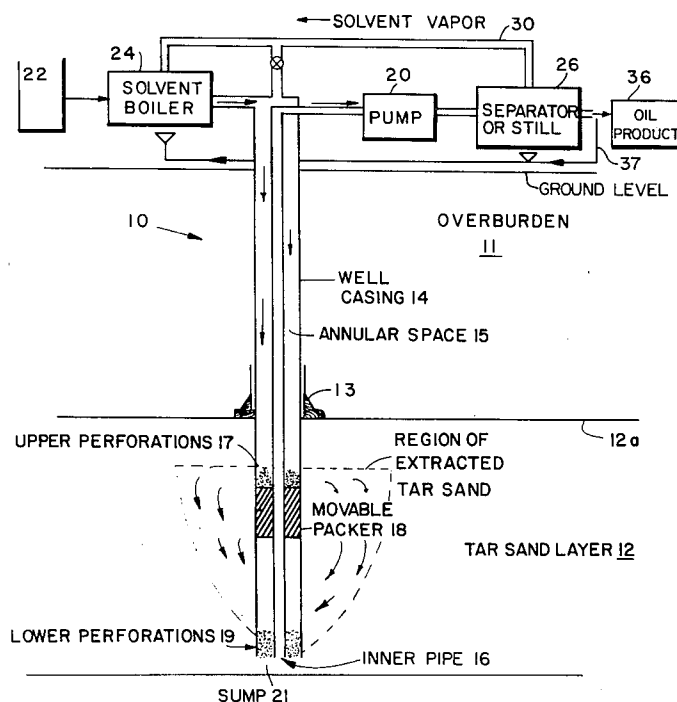 SOLVENT VAPOR
30
22
24
SOLVENT
BOILER
20
PUMP
26
SEPARATOR
OR STILL
36
OIL
PRODUCT
37
GROUND LEVEL
10
OVERBURDEN
11
WELL
CASING 14
ANNULAR SPACE 15
13
12a
UPPER PERFORATIONS 17
REGION OF
EXTRACTED
TAR SAND
MOVABLE
PACKER 18
TAR SAND LAYER 12
LOWER PERFORATIONS 19
INNER PIPE 16
SUMP 21